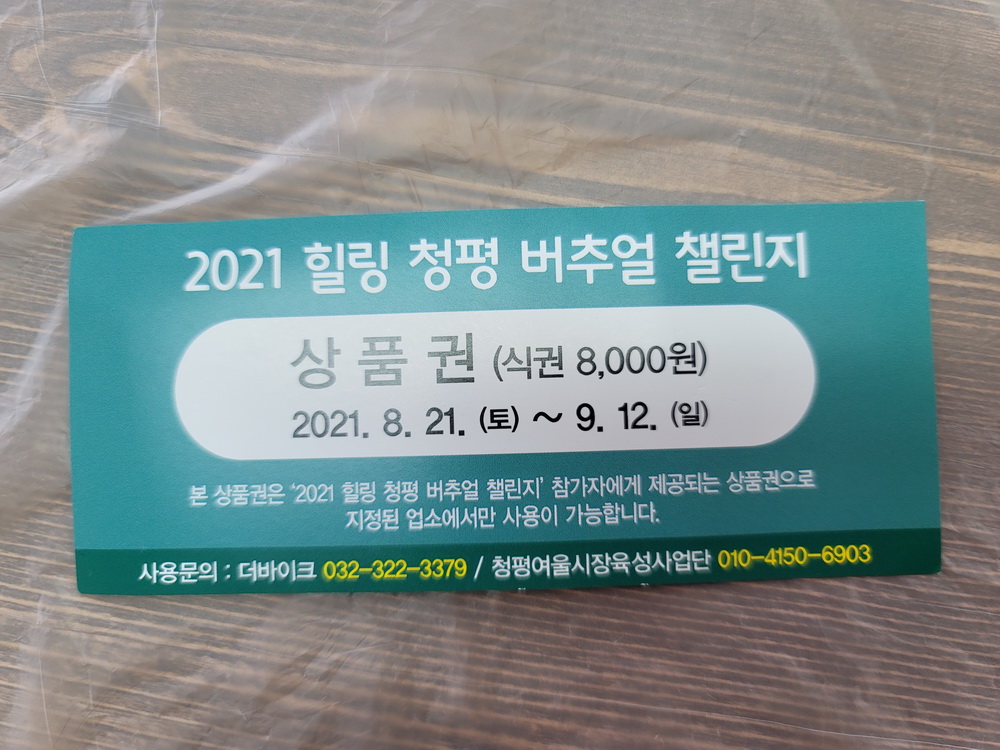 2021 힐링 청평 버추얼 챌린지
상품권 (식권 8,000원)
2021. 8. 21. (토) ~ 9. 12. (일)
본 상품권은 '2021 힐링 청평 버추얼 챌린지' 참가자에게 제공되는 상품권으로
지정된 업소에서만 사용이 가능합니다.
사용문의 : 더바이크 032-322-3379 / 청평여울시장육성사업단 010-4150-6903